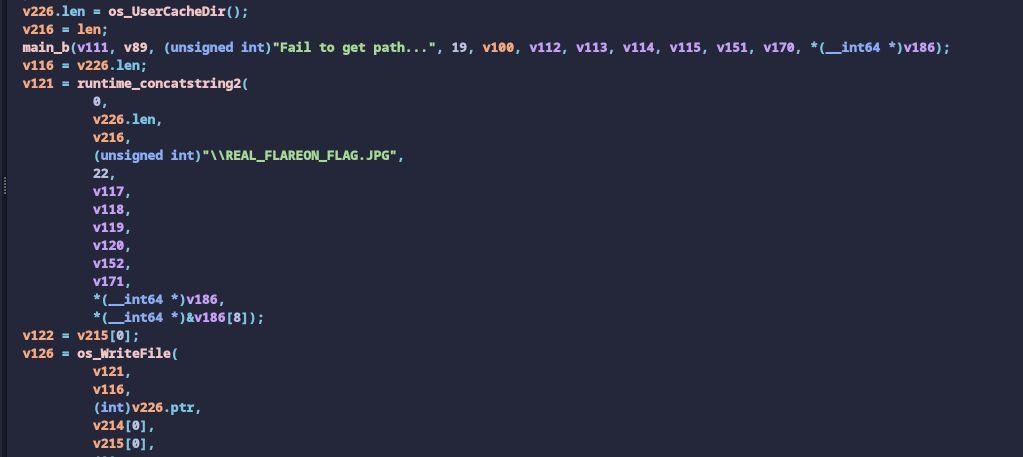 v226.len = os_UserCacheDir();
v216 = len;
main_b(v111, v89, (unsigned int)"Fail to get path...", 19, v100, v112, v113, v114, v115, v151, v170, *(__int64 *)v186);
v116 = v226.len;
v121 = runtime_concatstring2(
0,
v226.len,
v216,
(unsigned int)"\\REAL_FLAREON_FLAG.JPG",
22,
v117,
v118,
v119,
v120,
v152,
v171,
*(__int64 *)v186,
*(__int64 *)&v186[8]);
v122 = v215[0];
v126 = os_WriteFile(
v121,
v116,
(int)v226.ptr,
v214[0],
v215[0],